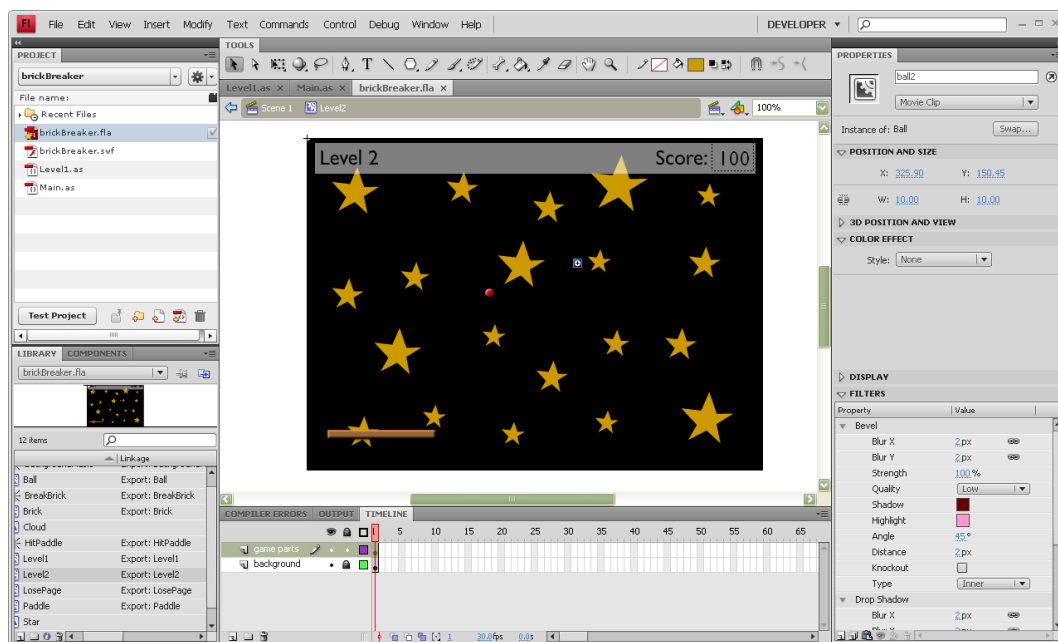 FL File Edit View Insert Modify Text Commands Control Debug Window Help DEVELOPER
PROJECT
brickBreaker
File name:
Recent Files
brickBreaker.fla
brickBreaker.swf
Level1.as
Main.as
Test Project
LIBRARY COMPONENTS
brickBreaker.fla
12 items
Linkage
Ball Export: Ball
BreakBrick Export: BreakBrick
Brick Export: Brick
Cloud
HitPaddle Export: HitPaddle
Level1 Export: Level1
Level2 Export: Level2
LosePage Export: LosePage
Paddle Export: Paddle
Star
TOOLS
Level1.as × Main.as × brickBreaker.fla ×
Scene 1 Level2 100%
Level 2 Score: 100
COMPILER ERRORS OUTPUT TIMELINE
1 5 10 15 20 25 30 35 40 45 50 55 60 65
game parts
background
1 30.0fps 0.0s
PROPERTIES
ball2
Movie Clip
Instance of: Ball Swap...
POSITION AND SIZE
X: 325.90 Y: 150.45
W: 10.00 H: 10.00
3D POSITION AND VIEW
COLOR EFFECT
Style: None
DISPLAY
FILTERS
Property Value
Bevel
Blur X 2 px
Blur Y 2 px
Strength 100 %
Quality Low
Shadow
Highlight
Angle 45°
Distance 2 px
Knockout
Type Inner
Drop Shadow
Blur X 2 px